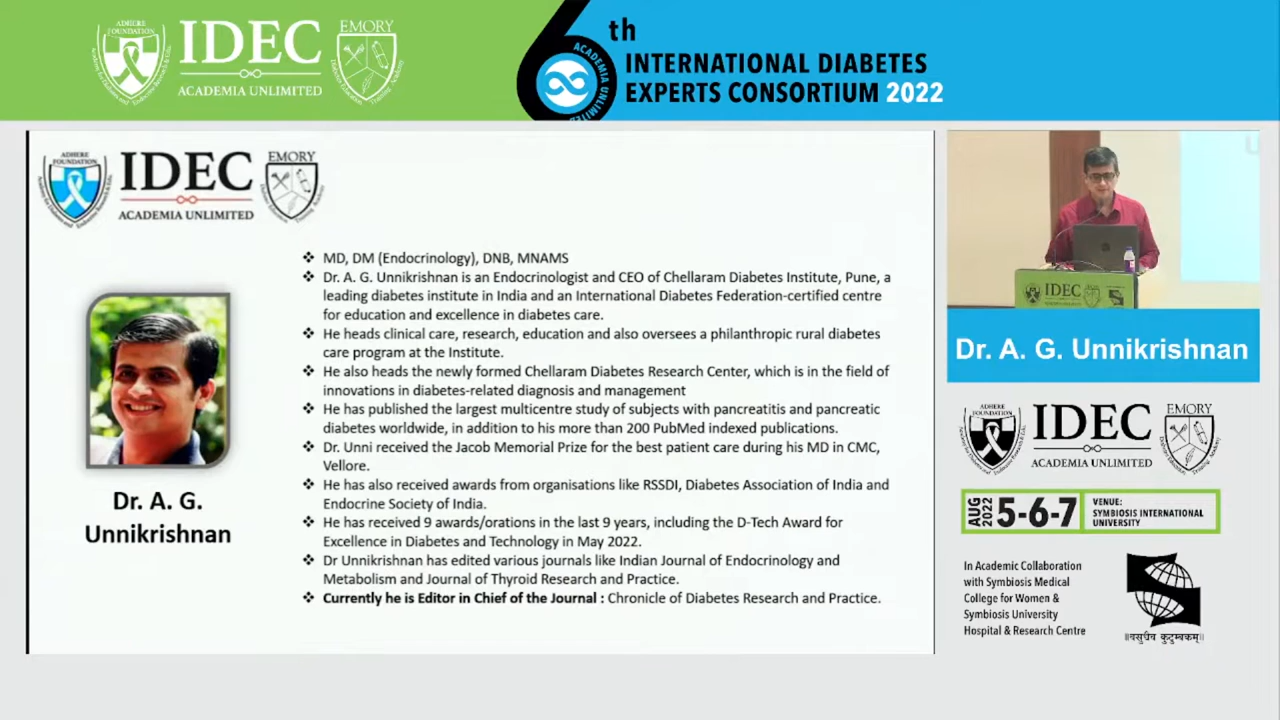 ADHERE
FOUNDATION
IDEC
ACADEMIA UNLIMITED
EMORY
6th
ACADEMIA UNLIMITED
INTERNATIONAL DIABETES
EXPERTS CONSORTIUM 2022
ADHERE
FOUNDATION
IDEC
ACADEMIA UNLIMITED
EMORY
Dr. A. G.
Unnikrishnan
❖ MD, DM (Endocrinology), DNB, MNAMS
❖ Dr. A. G. Unnikrishnan is an Endocrinologist and CEO of Chellaram Diabetes Institute, Pune, a
leading diabetes institute in India and an International Diabetes Federation-certified centre
for education and excellence in diabetes care.
❖ He heads clinical care, research, education and also oversees a philanthropic rural diabetes
care program at the Institute.
❖ He also heads the newly formed Chellaram Diabetes Research Center, which is in the field of
innovations in diabetes-related diagnosis and management
❖ He has published the largest multicentre study of subjects with pancreatitis and pancreatic
diabetes worldwide, in addition to his more than 200 PubMed indexed publications.
❖ Dr. Unni received the Jacob Memorial Prize for the best patient care during his MD in CMC,
Vellore.
❖ He has also received awards from organisations like RSSDI, Diabetes Association of India and
Endocrine Society of India.
❖ He has received 9 awards/orations in the last 9 years, including the D-Tech Award for
Excellence in Diabetes and Technology in May 2022.
❖ Dr Unnikrishnan has edited various journals like Indian Journal of Endocrinology and
Metabolism and Journal of Thyroid Research and Practice.
❖ Currently he is Editor in Chief of the Journal : Chronicle of Diabetes Research and Practice.
IDEC
Dr. A. G. Unnikrishnan
ADHERE
FOUNDATION
IDEC
ACADEMIA UNLIMITED
EMORY
AUG
2022
5-6-7
VENUE:
SYMBIOSIS INTERNATIONAL
UNIVERSITY
In Academic Collaboration
with Symbiosis Medical
College for Women &
Symbiosis University
Hospital & Research Centre
॥वसुधैव कुटुम्बकम्॥